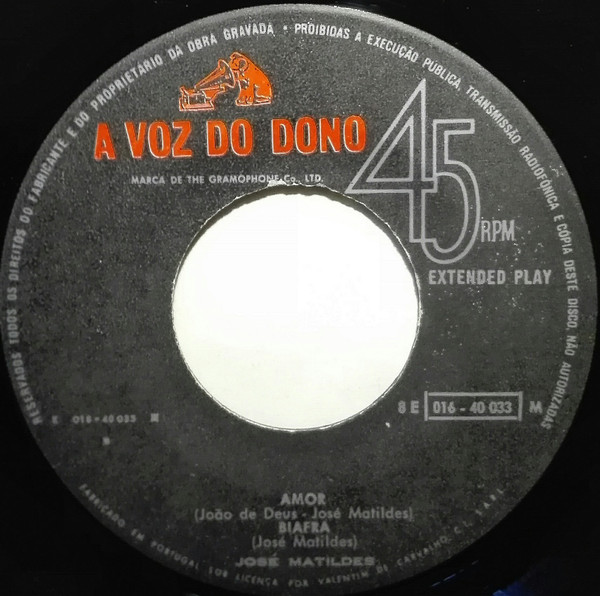 RESERVADOS TODOS OS DIREITOS DO FABRICANTE E DO PROPRIETÁRIO DA OBRA GRAVADA • PROIBIDAS A EXECUÇÃO PUBLICA, TRANSMISSÃO RADIOFÓNICA E CÓPIA DESTE DISCO, NÃO AUTORIZADAS
A VOZ DO DONO
MARCA DE THE GRAMOPHONE Co. LTD.
45 RPM
EXTENDED PLAY
8 E 016 - 40 033 M
E 016-40 033
AMOR
(João de Deus - José Matildes)
BIAFRA
(José Matildes)
JOSÉ MATILDES
FABRICADO EM PORTUGAL SOB LICENÇA POR VALENTIM DE CARVALHO, C. I., S.A.R.L.